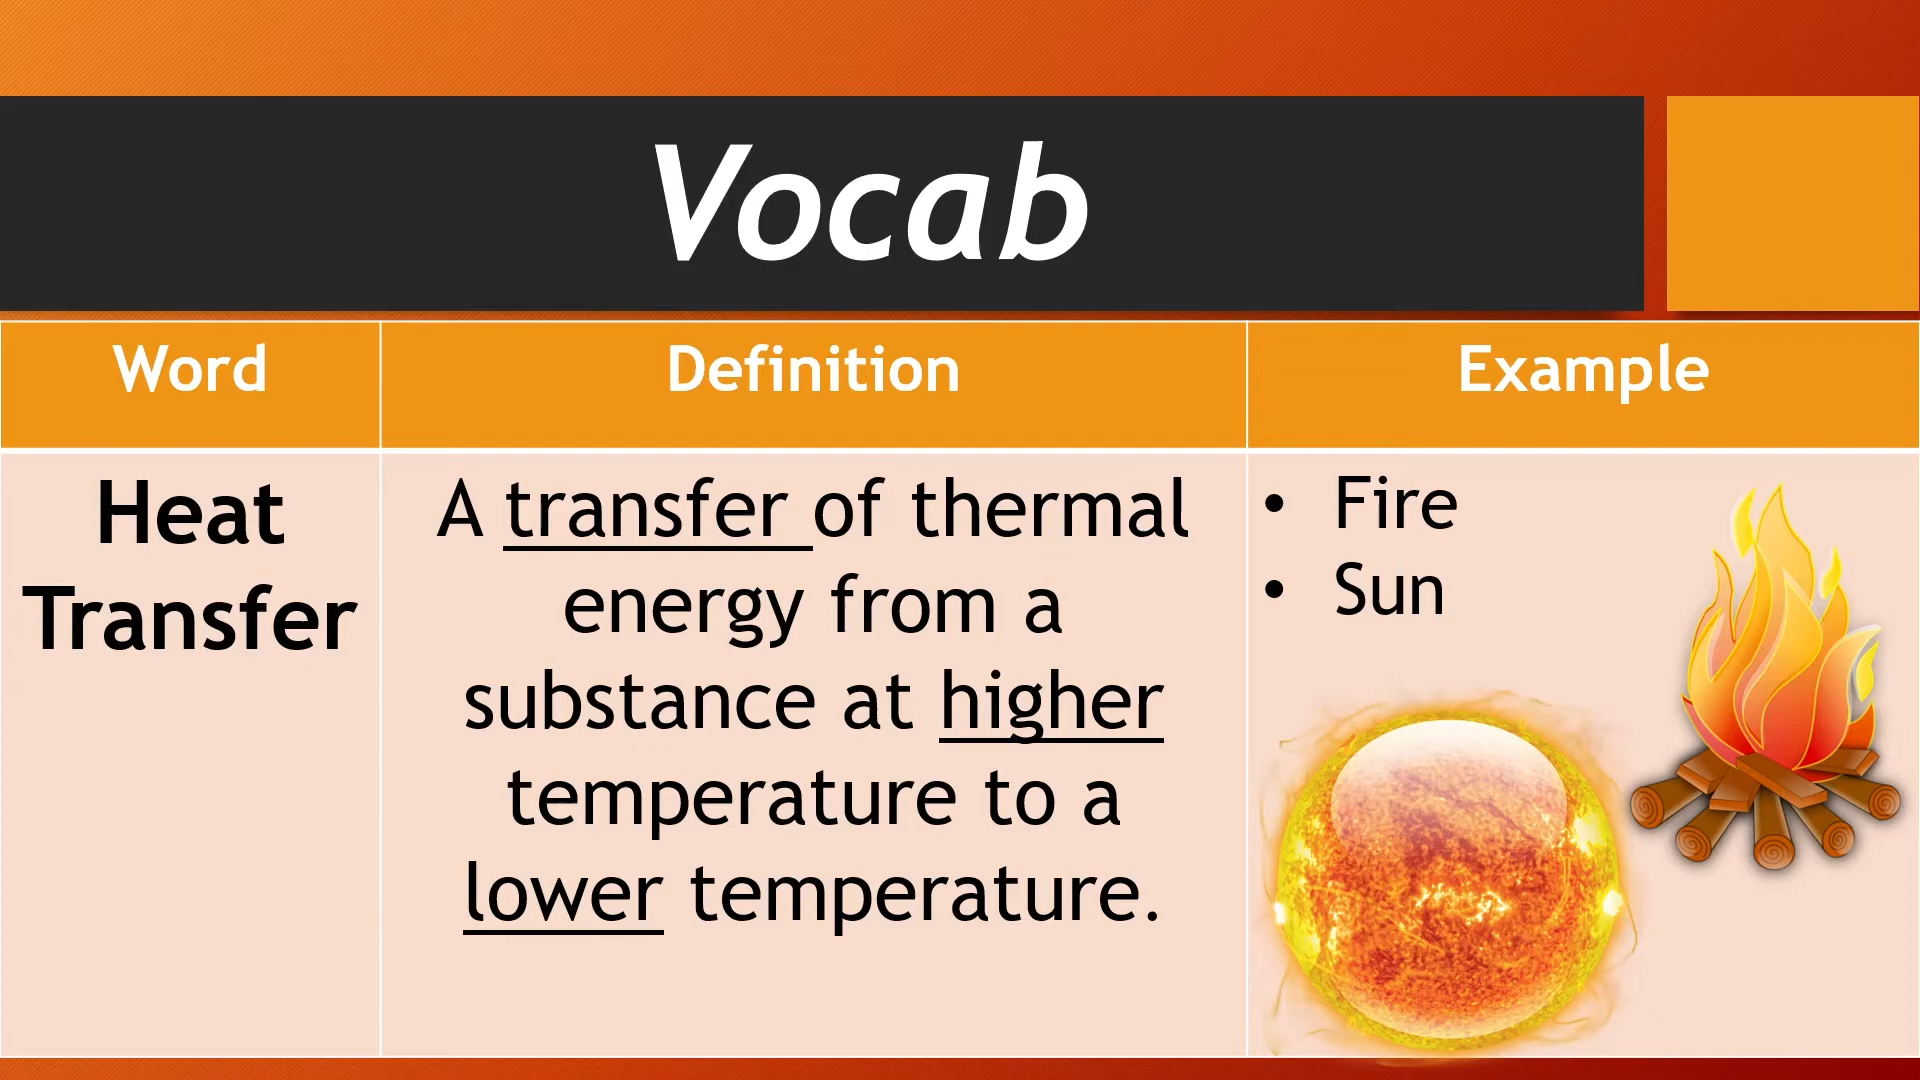 Vocab
Word
Definition
Example
Heat
Transfer
A transfer of thermal
energy from a
substance at higher
temperature to a
lower temperature.
• Fire
• Sun